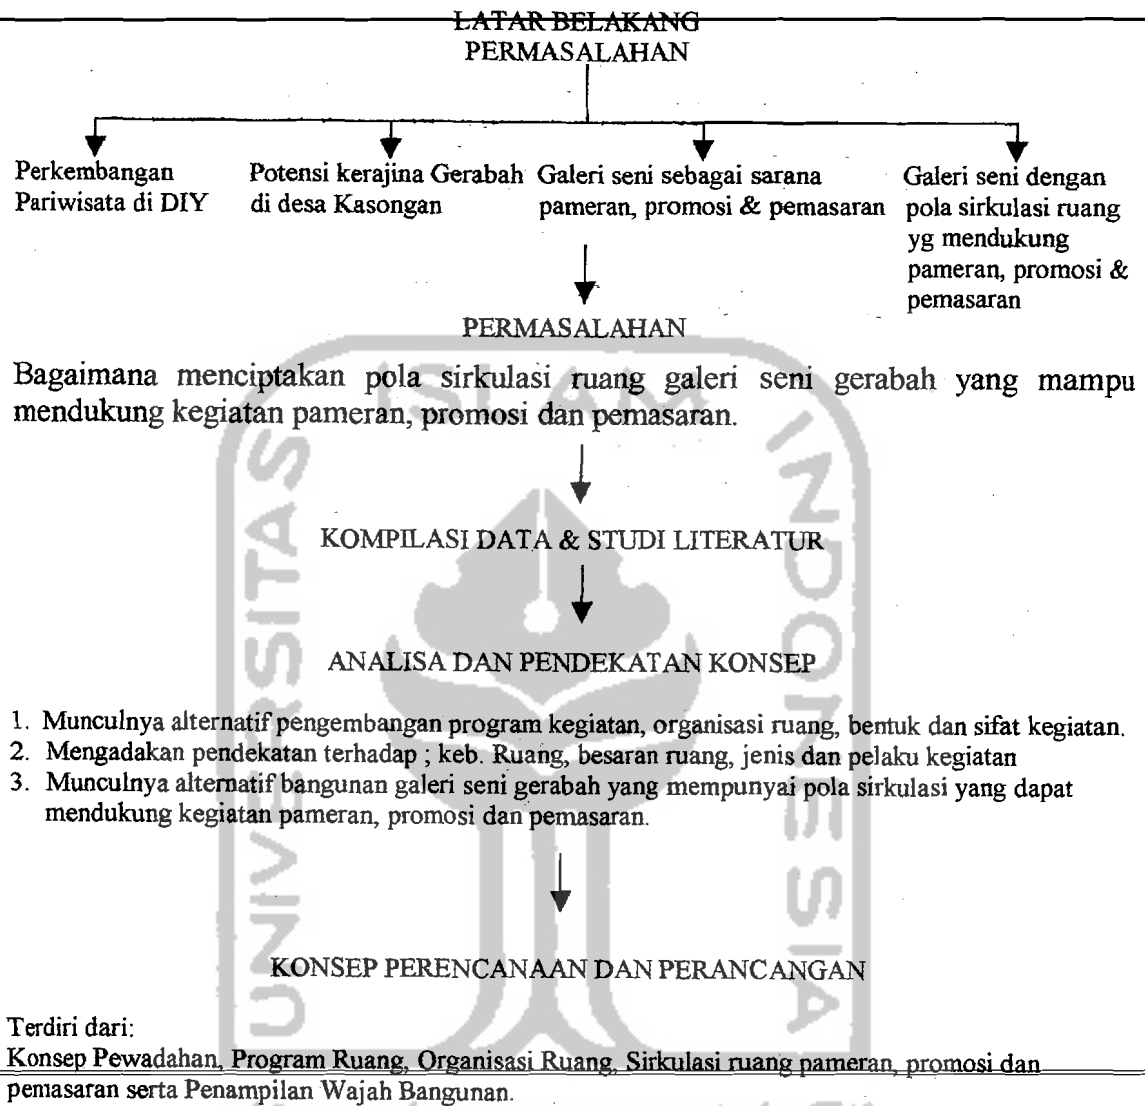 LATAR BELAKANG
PERMASALAHAN
Perkembangan
Pariwisata di DIY
Potensi kerajina Gerabah
di desa Kasongan
Galeri seni sebagai sarana
pameran, promosi & pemasaran
Galeri seni dengan
pola sirkulasi ruang
yg mendukung
pameran, promosi &
pemasaran
PERMASALAHAN
Bagaimana menciptakan pola sirkulasi ruang galeri seni gerabah yang mampu
mendukung kegiatan pameran, promosi dan pemasaran.
KOMPILASI DATA & STUDI LITERATUR
ANALISA DAN PENDEKATAN KONSEP
1. Munculnya alternatif pengembangan program kegiatan, organisasi ruang, bentuk dan sifat kegiatan.
2. Mengadakan pendekatan terhadap ; keb. Ruang, besaran ruang, jenis dan pelaku kegiatan
3. Munculnya alternatif bangunan galeri seni gerabah yang mempunyai pola sirkulasi yang dapat
mendukung kegiatan pameran, promosi dan pemasaran.
KONSEP PERENCANAAN DAN PERANCANGAN
Terdiri dari:
Konsep Pewadahan, Program Ruang, Organisasi Ruang, Sirkulasi ruang pameran, promosi dan
pemasaran serta Penampilan Wajah Bangunan.
UNIVERSITAS
ISLAM
INDONESIA